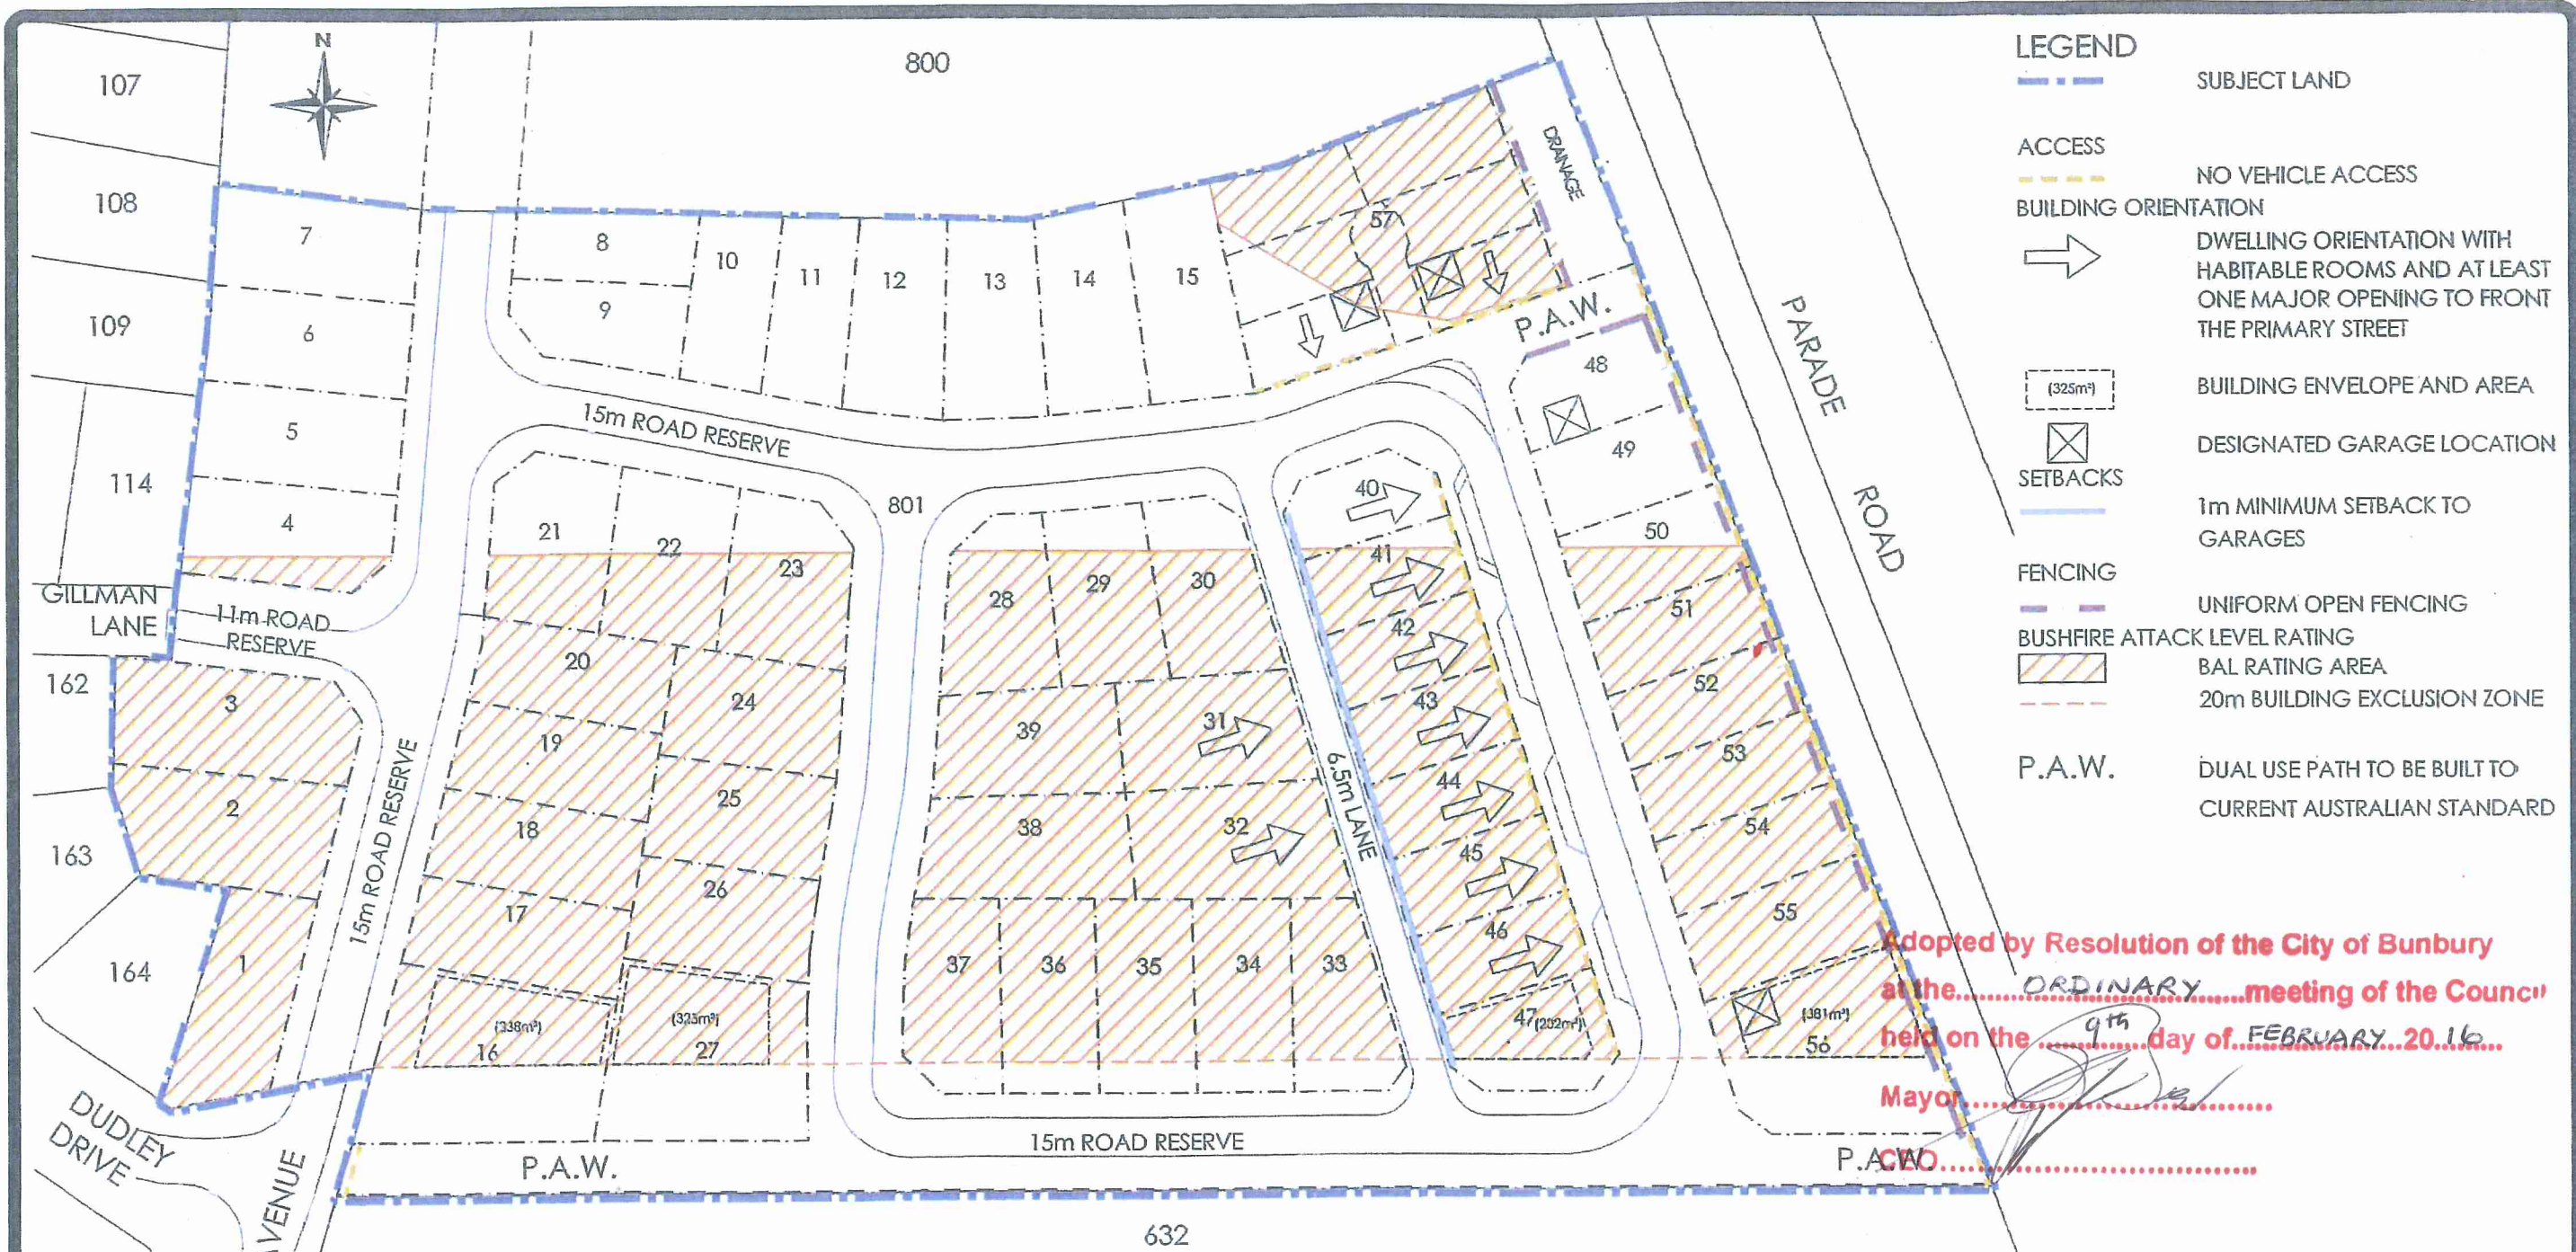 N
800
107
108
109
114
GILLMAN
LANE
162
163
164
7
6
5
4
11m ROAD
RESERVE
3
2
1
15m ROAD RESERVE
DUDLEY
DRIVE
AVENUE
8
9
10
11
12
13
14
15
57
DRAINAGE
P.A.W.
48
49
50
51
52
53
54
55
(381m²)
56
PARADE
ROAD
15m ROAD RESERVE
801
21
22
23
20
24
19
25
18
26
17
(338m²)
16
(323m²)
27
28
29
30
39
31
38
32
37
36
35
34
33
6.5m LANE
40
41
42
43
44
45
46
47 (202m²)
15m ROAD RESERVE
P.A.W.
P.A.W.
632
LEGEND
SUBJECT LAND
ACCESS
NO VEHICLE ACCESS
BUILDING ORIENTATION
DWELLING ORIENTATION WITH
HABITABLE ROOMS AND AT LEAST
ONE MAJOR OPENING TO FRONT
THE PRIMARY STREET
(325m²)
BUILDING ENVELOPE AND AREA
DESIGNATED GARAGE LOCATION
SETBACKS
1m MINIMUM SETBACK TO
GARAGES
FENCING
UNIFORM OPEN FENCING
BUSHFIRE ATTACK LEVEL RATING
BAL RATING AREA
20m BUILDING EXCLUSION ZONE
P.A.W.
DUAL USE PATH TO BE BUILT TO
CURRENT AUSTRALIAN STANDARD
Adopted by Resolution of the City of Bunbury
at the..........ORDINARY..........meeting of the Council
held on the ....9th....day of..FEBRUARY..20.16...
Mayor..............................
CEO..............................